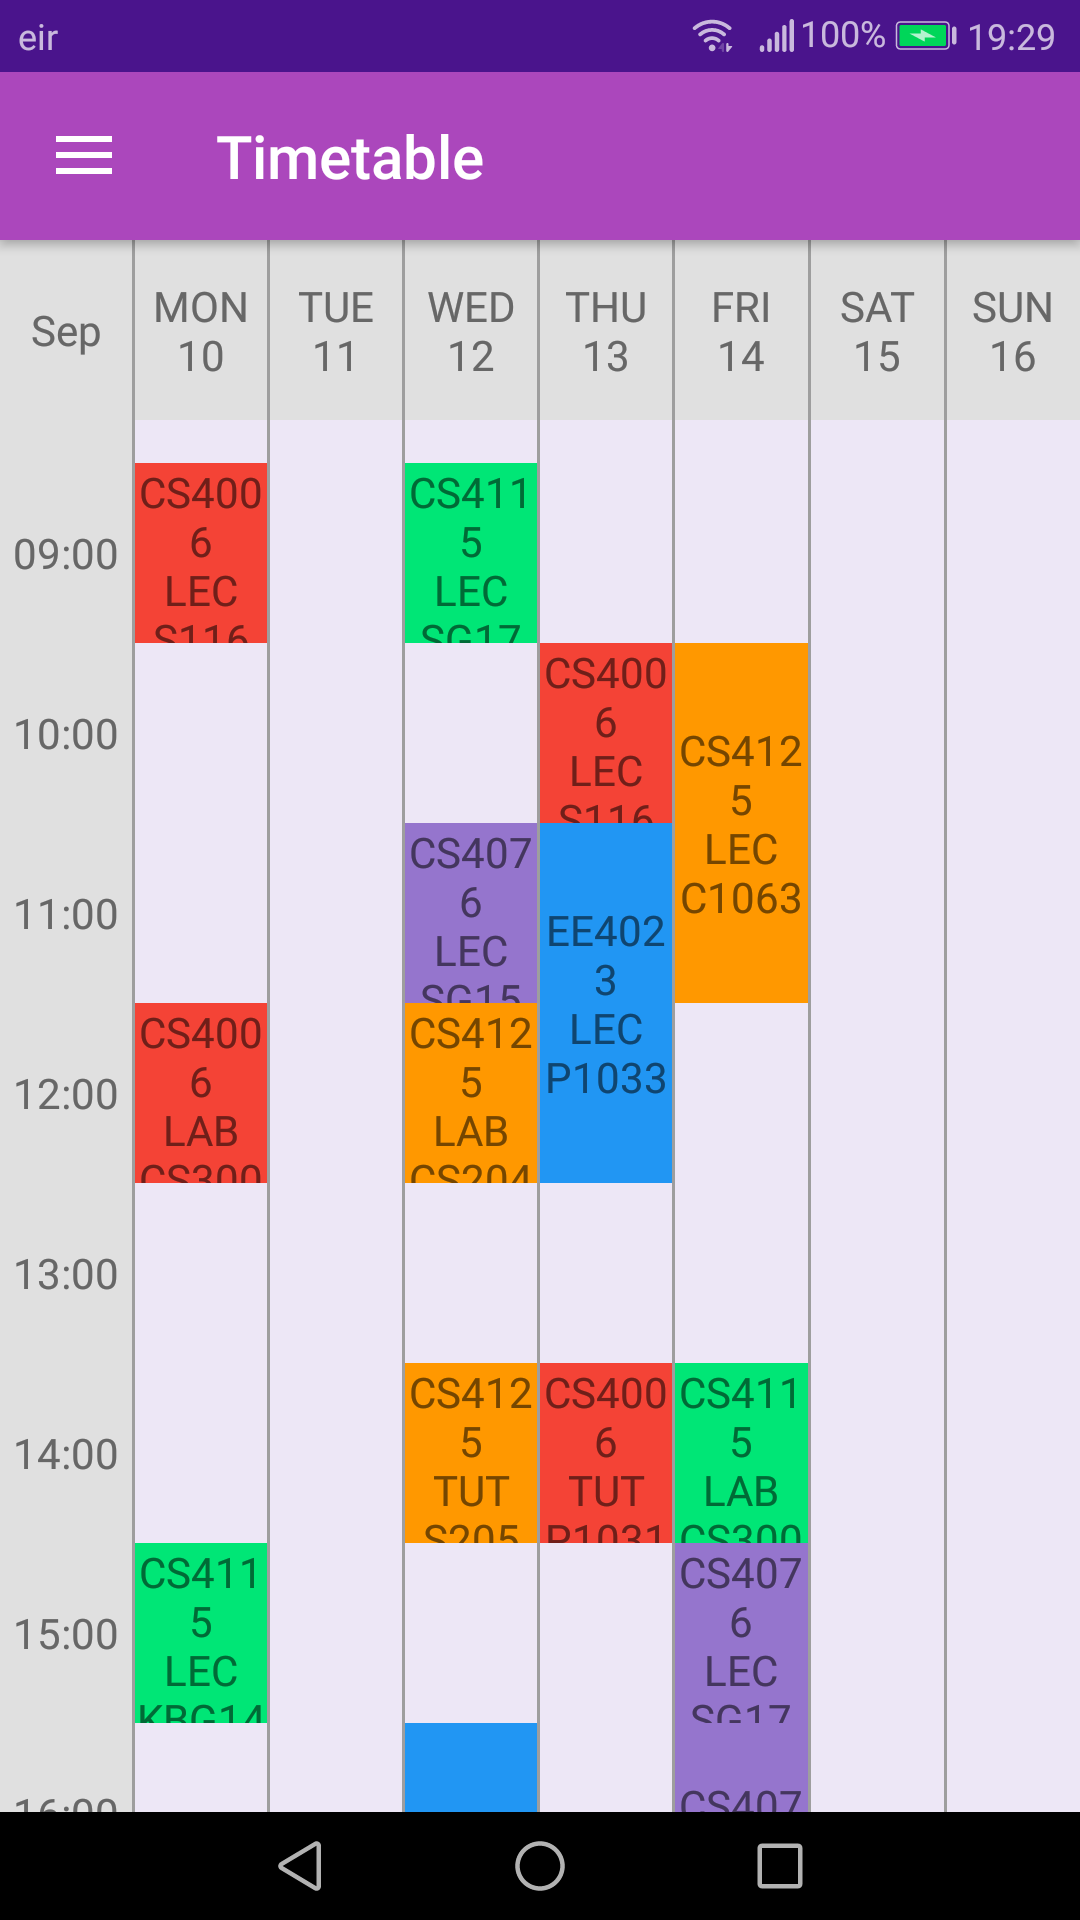 eir 100% 19:29
Timetable
Sep
MON
10
TUE
11
WED
12
THU
13
FRI
14
SAT
15
SUN
16
09:00
CS400
6
LEC
S116
CS411
5
LEC
SG17
10:00
CS400
6
LEC
S116
CS412
5
LEC
C1063
11:00
CS407
6
LEC
SG15
EE402
3
LEC
P1033
12:00
CS400
6
LAB
CS300
CS412
5
LAB
CS204
13:00
14:00
CS412
5
TUT
S205
CS400
6
TUT
P1031
CS411
5
LAB
CS300
15:00
CS411
5
LEC
KBG14
CS407
6
LEC
SG17
16:00
CS407